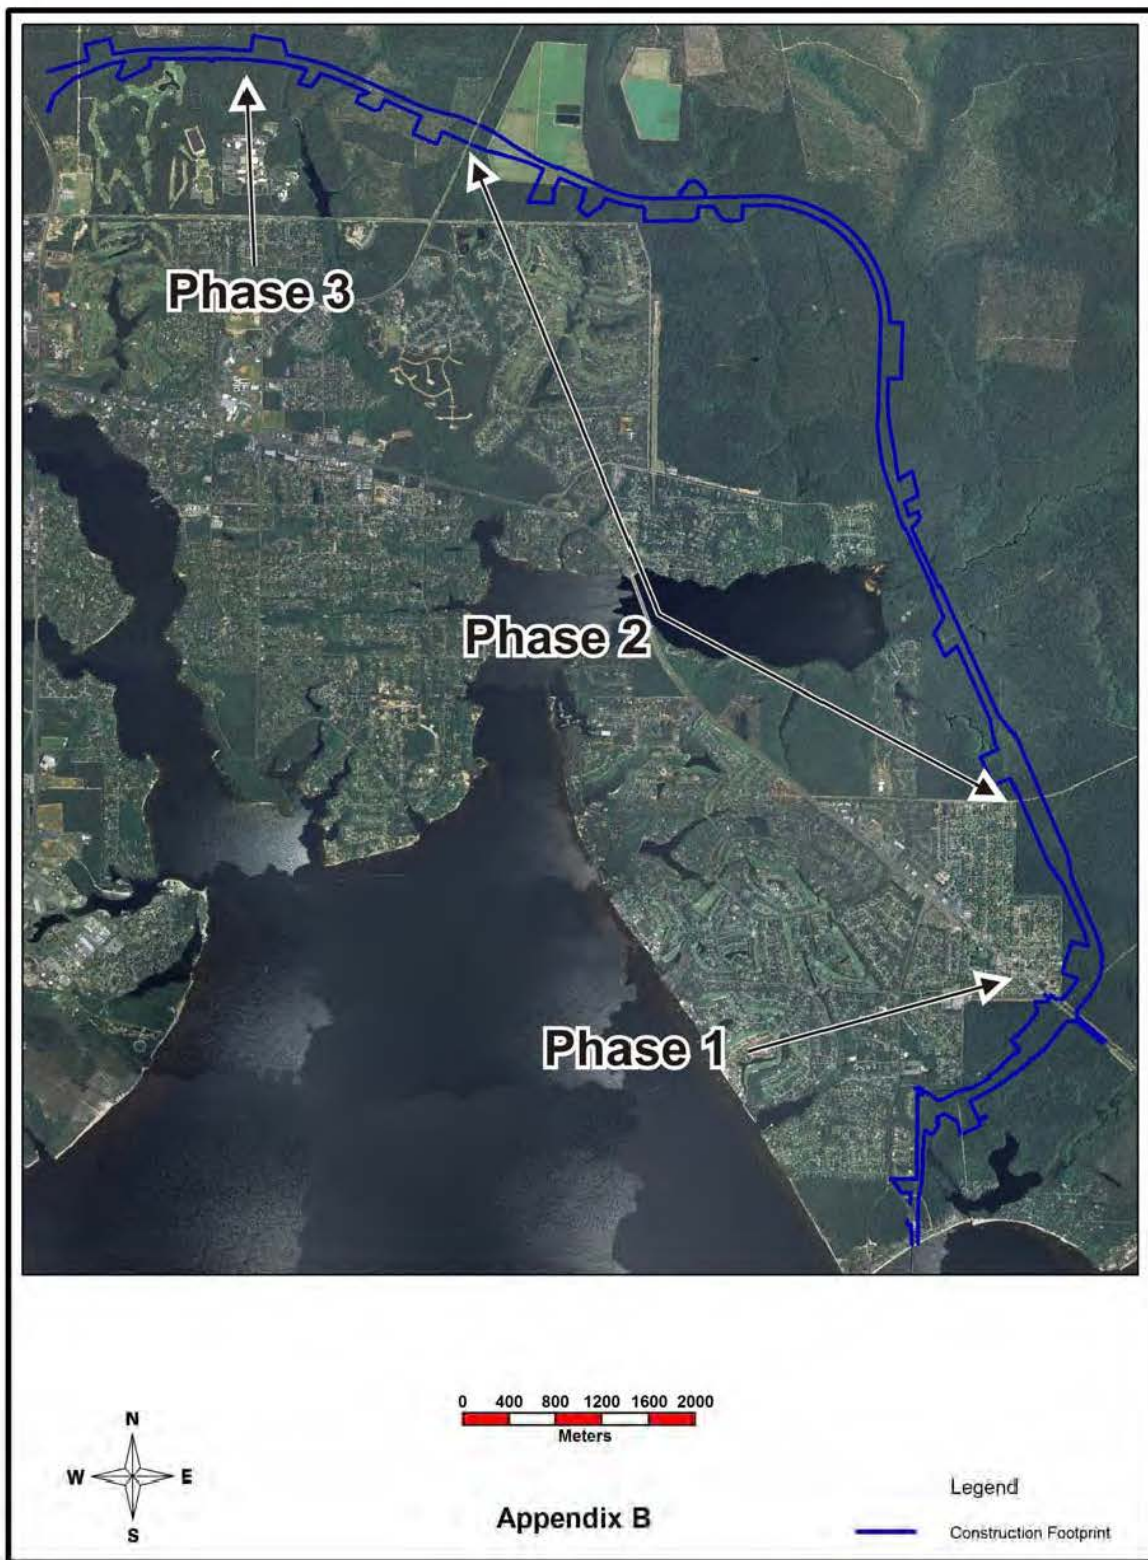 Phase 3
Phase 2
Phase 1
0 400 800 1200 1600 2000
Meters
N
W E
S
Appendix B
Legend
Construction Footprint